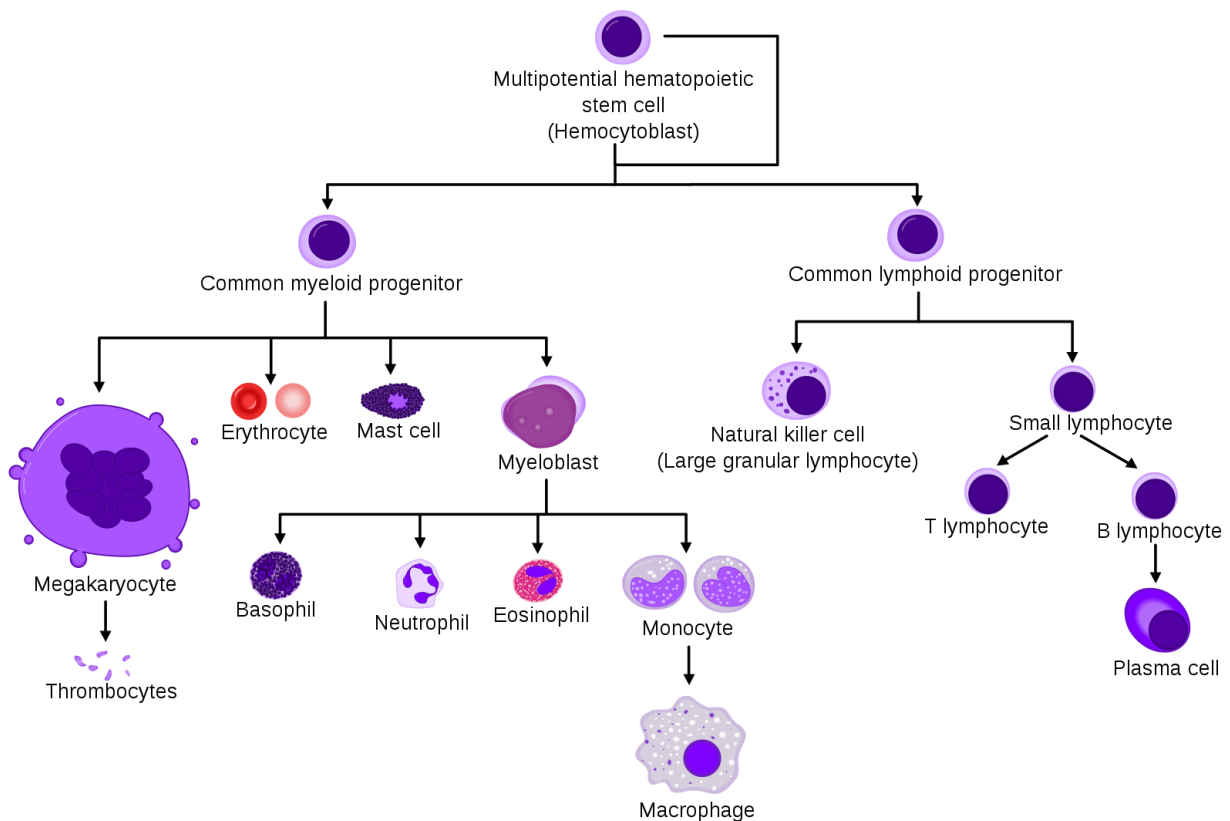 Multipotential hematopoietic
stem cell
(Hemocytoblast)
Common myeloid progenitor
Common lymphoid progenitor
Erythrocyte
Mast cell
Myeloblast
Natural killer cell
(Large granular lymphocyte)
Small lymphocyte
T lymphocyte
B lymphocyte
Megakaryocyte
Basophil
Neutrophil
Eosinophil
Monocyte
Plasma cell
Thrombocytes
Macrophage